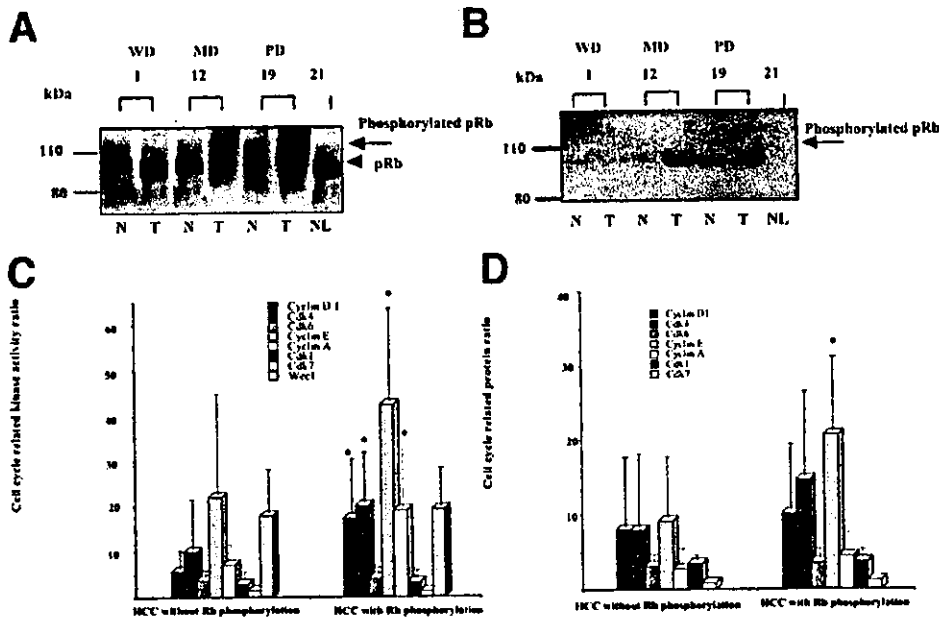 A
WD MD PD
1 12 19 21
kDa
110
80
Phosphorylated pRb
pRb
N T N T N T NL
B
WD MD PD
1 12 19 21
kDa
110
80
Phosphorylated pRb
N T N T N T NL
C
Cell cycle related kinase activity ratio
60
50
40
30
20
10
Cyclin D1
Cdk4
Cdk6
Cyclin E
Cyclin A
Cdk1
Cdk7
Wee1
HCC without Rb phosphorylation
HCC with Rb phosphorylation
D
Cell cycle related protein ratio
40
30
20
10
Cyclin D1
Cdk4
Cdk6
Cyclin E
Cyclin A
Cdk1
Cdk7
HCC without Rb phosphorylation
HCC with Rb phosphorylation